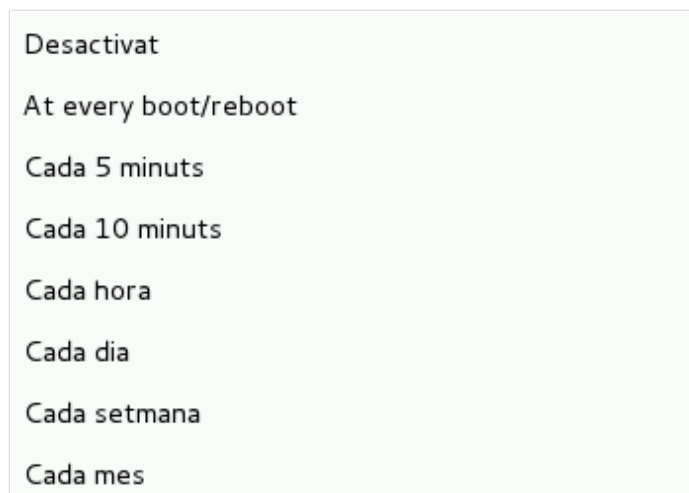 Desactivat
At every boot/reboot
Cada 5 minuts
Cada 10 minuts
Cada hora
Cada dia
Cada setmana
Cada mes